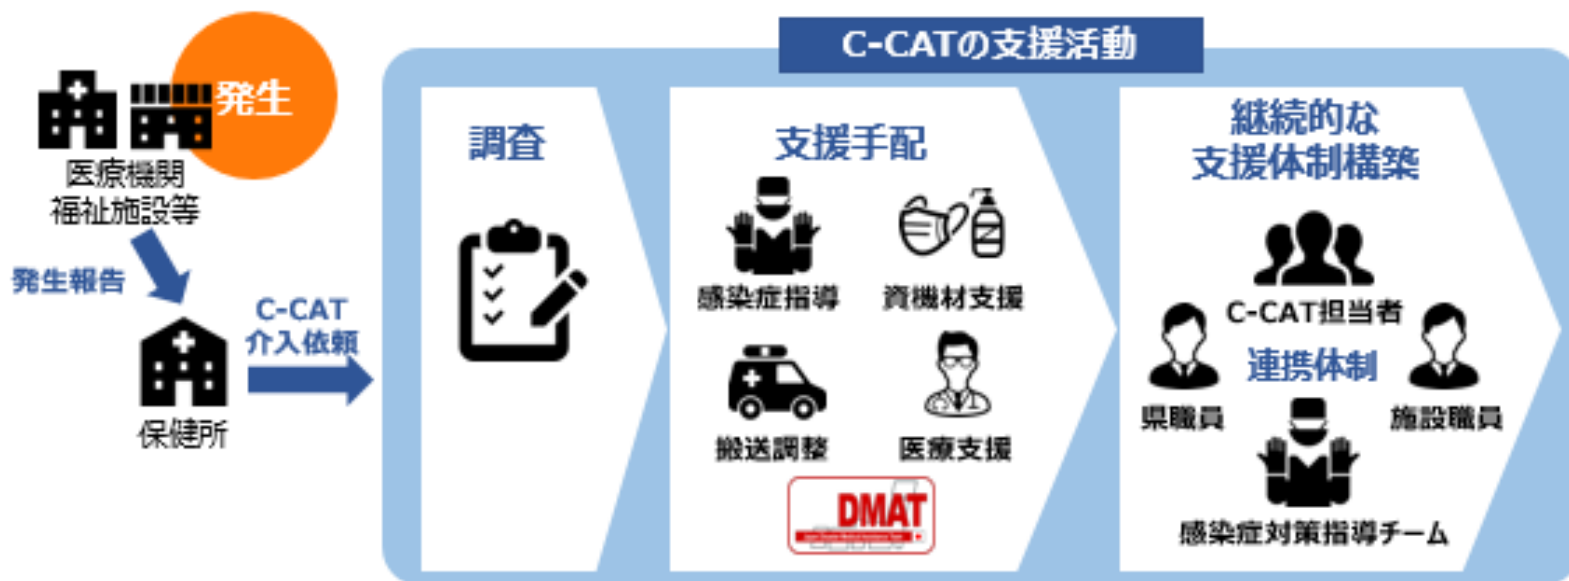 C-CATの支援活動
発生
医療機関
福祉施設等
発生報告
保健所
C-CAT
介入依頼
調査
支援手配
感染症指導
資機材支援
搬送調整
医療支援
DMAT
継続的な
支援体制構築
C-CAT担当者
連携体制
県職員
施設職員
感染症対策指導チーム